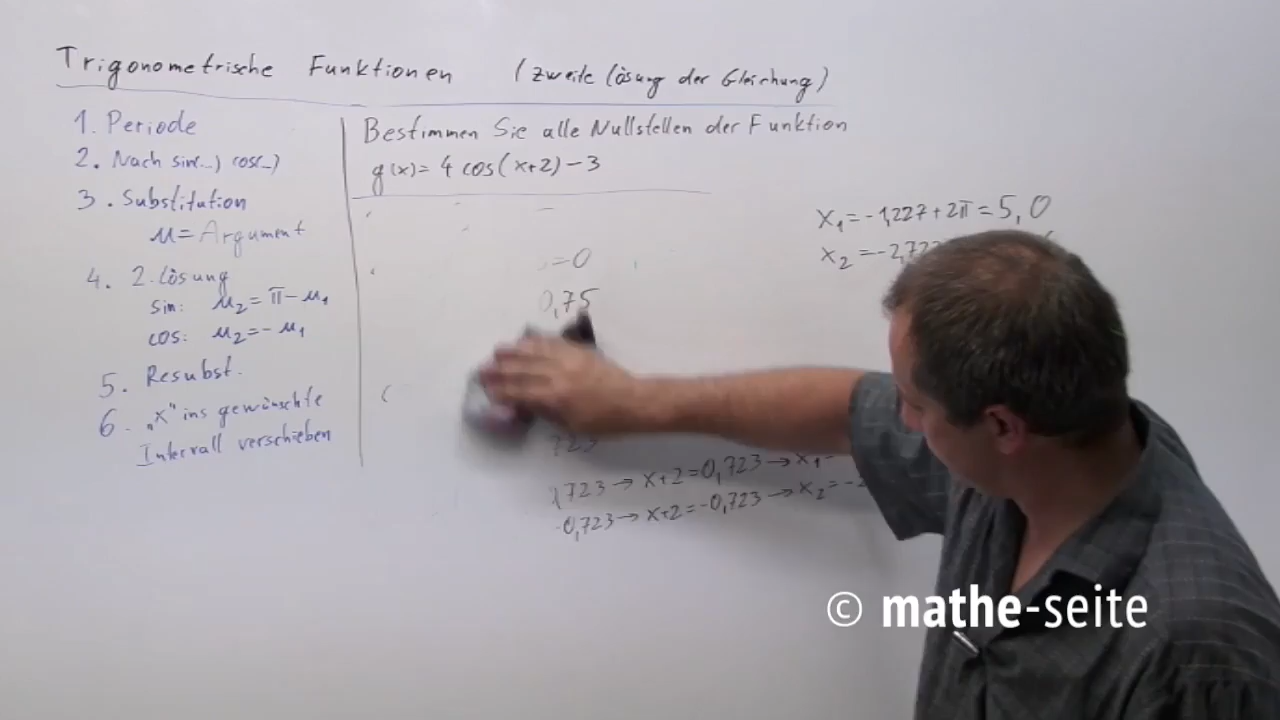 Trigonometrische Funktionen (zweite Lösung der Gleichung)
1. Periode
2. Nach sin(...) cos(...)
3. Substitution
u = Argument
4. 2. Lösung
sin: u₂ = π - u₁
cos: u₂ = - u₁
5. Resubst.
6. „x" ins gewünschte
Intervall verschieben
Bestimmen Sie alle Nullstellen der Funktion
g(x) = 4 cos(x+2) - 3
=0
0,75
723
723 → x+2 = 0,723 → x₁ =
-0,723 → x+2 = -0,723 → x₂ = -2
x₁ = -1,227 + 2π = 5,0
x₂ = -2,723
© mathe-seite